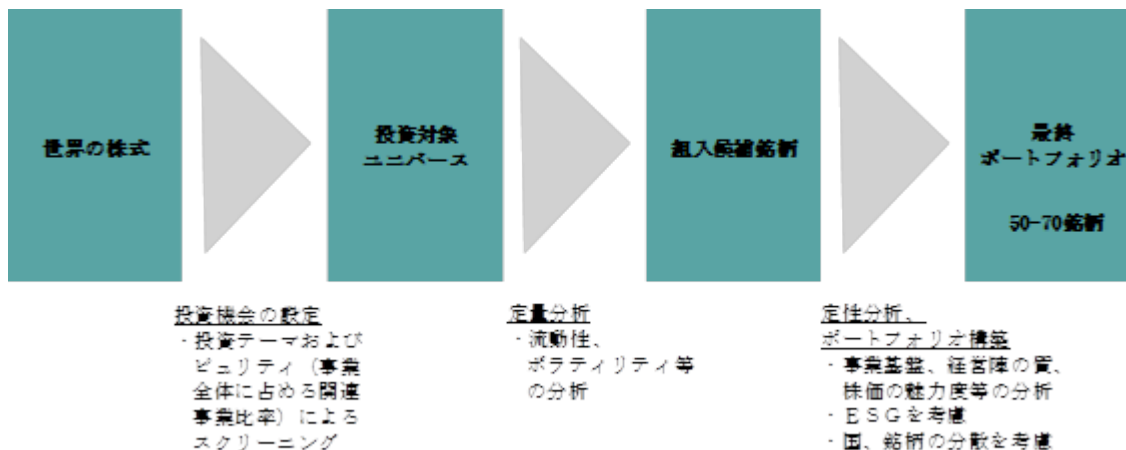 世界の株式
投資対象
ユニバース
組入候補銘柄
最終
ポートフォリオ
50-70銘柄
投資機会の設定
・投資テーマおよび
ピュリティ（事業
全体に占める関連
事業比率）による
スクリーニング
定量分析
・流動性、
ボラティリティ等
の分析
定性分析、
ポートフォリオ構築
・事業基盤、経営陣の質、
株価の魅力度等の分析
・ＥＳＧを考慮
・国、銘柄の分散を考慮